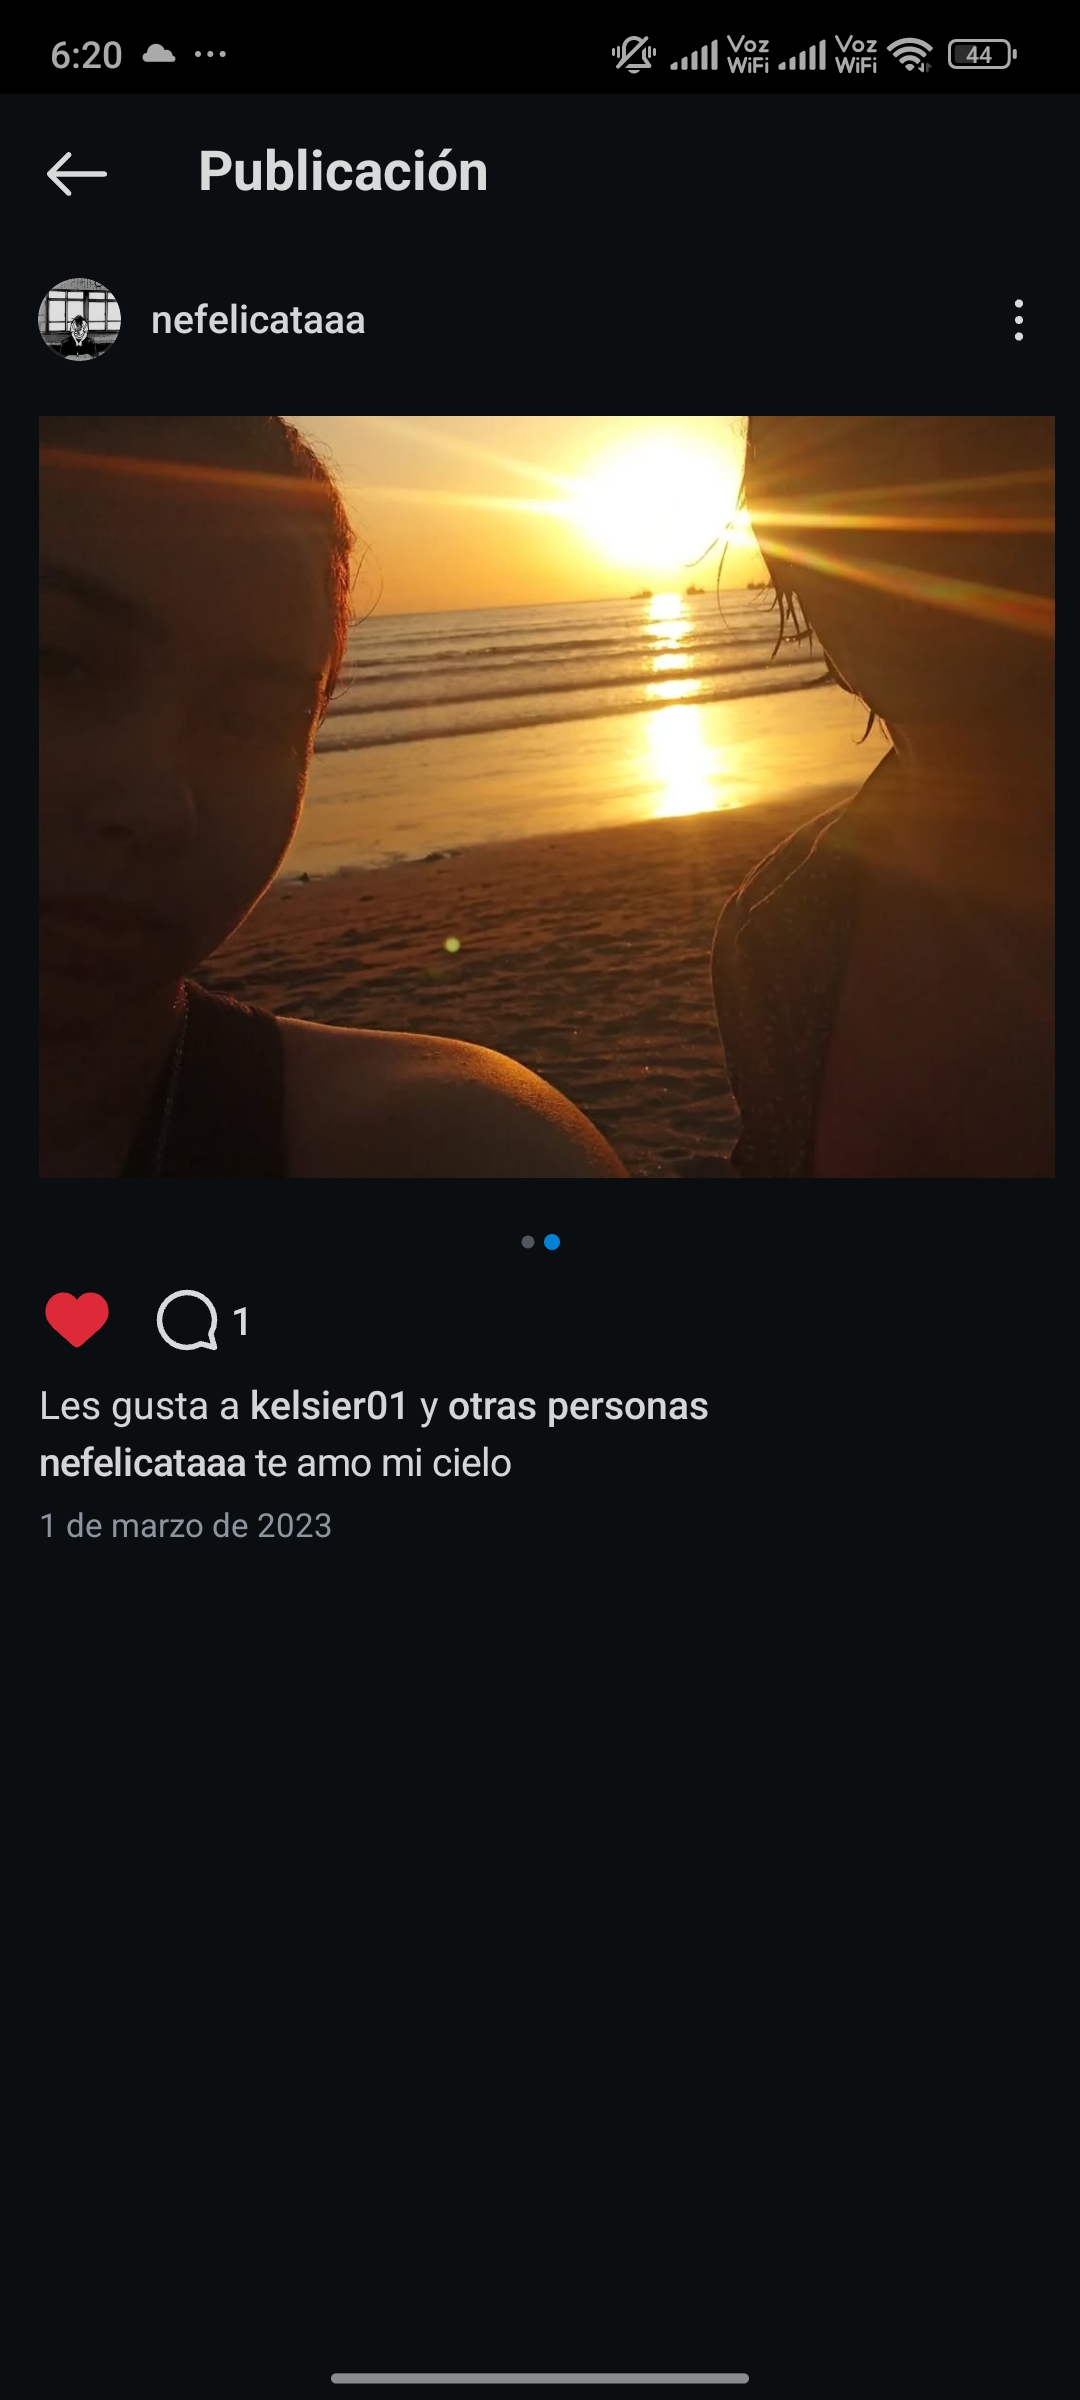 6:20
Voz WiFi Voz WiFi 44
Publicación
nefelicataaa
1
Les gusta a kelsier01 y otras personas
nefelicataaa te amo mi cielo
1 de marzo de 2023